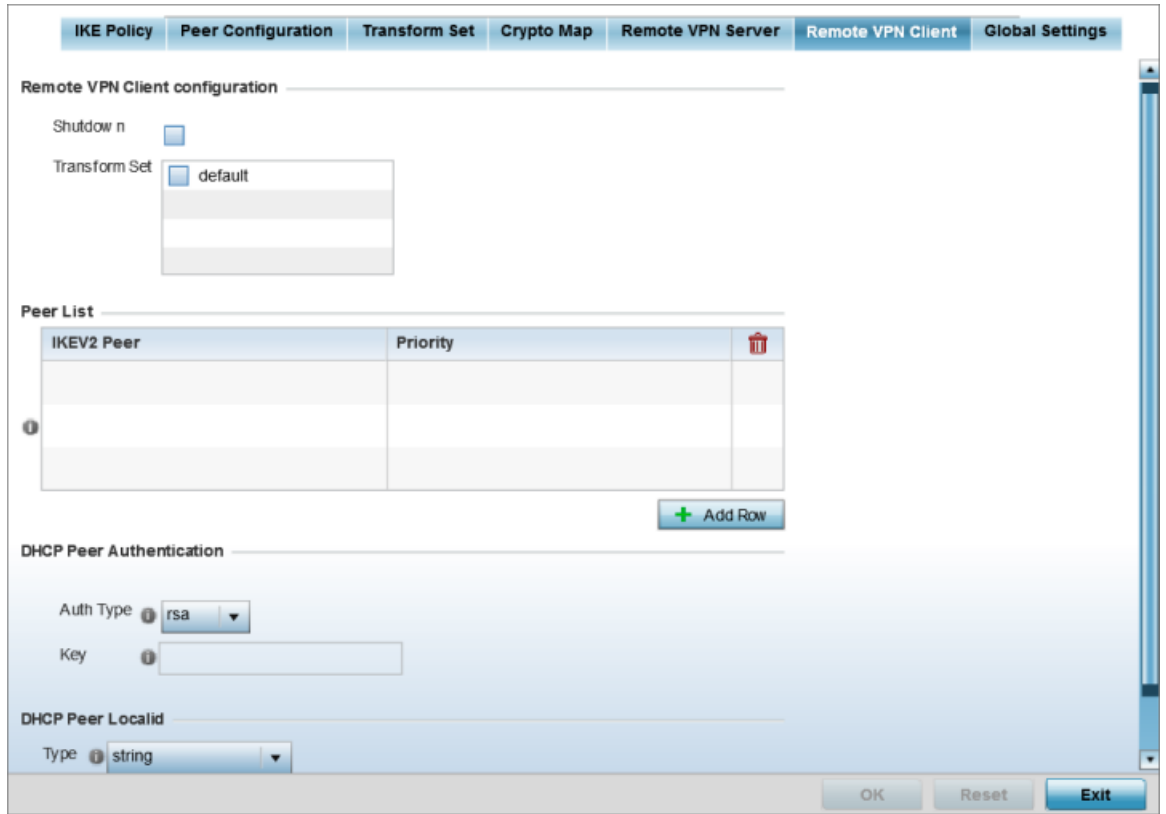 IKE Policy Peer Configuration Transform Set Crypto Map Remote VPN Server Remote VPN Client Global Settings
Remote VPN Client configuration
Shutdow n
Transform Set
default
Peer List
IKEV2 Peer Priority
+ Add Row
DHCP Peer Authentication
Auth Type rsa
Key
DHCP Peer Localid
Type string
OK Reset Exit